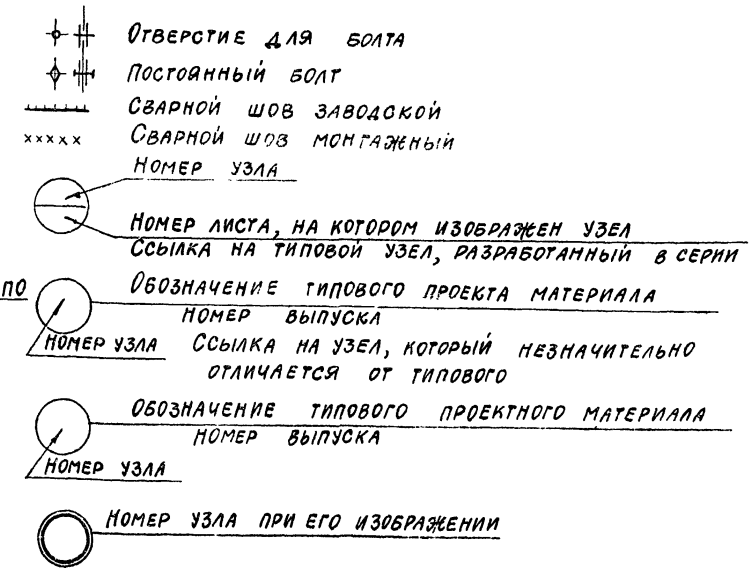 Отверстие для болта
Постоянный болт
Сварной шов заводской
Сварной шов монтажный
Номер узла
Номер листа, на котором изображен узел
Ссылка на типовой узел, разработанный в серии
по
Обозначение типового проекта материала
Номер выпуска
Номер узла
Ссылка на узел, который незначительно
отличается от типового
Обозначение типового проектного материала
Номер выпуска
Номер узла
Номер узла при его изображении